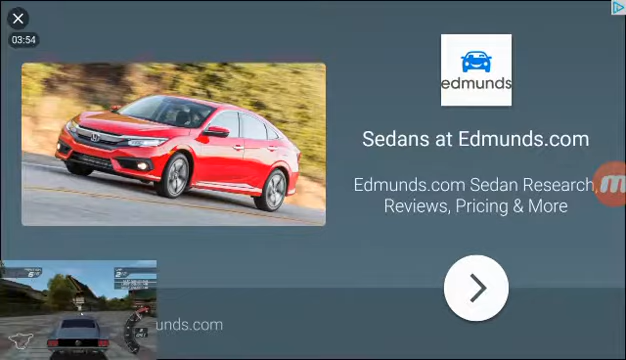 03:54
edmunds
Sedans at Edmunds.com
Edmunds.com Sedan Research,
Reviews, Pricing & More
unds.com